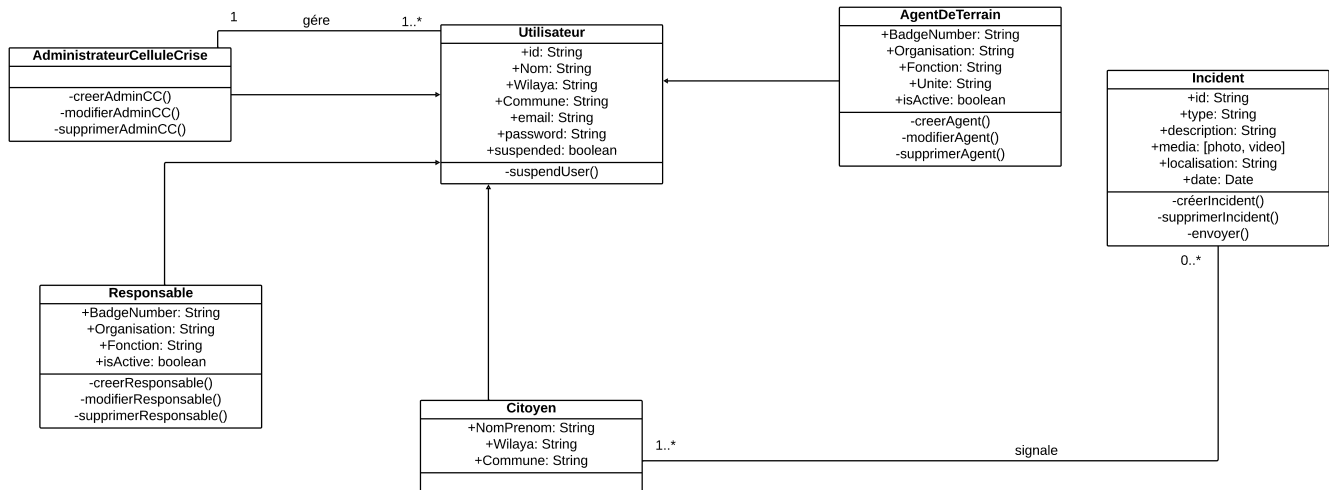 1
gére
1..*
AdministrateurCelluleCrise
-creerAdminCC()
-modifierAdminCC()
-supprimerAdminCC()
Utilisateur
+id: String
+Nom: String
+Wilaya: String
+Commune: String
+email: String
+password: String
+suspended: boolean
-suspendUser()
AgentDeTerrain
+BadgeNumber: String
+Organisation: String
+Fonction: String
+Unite: String
+isActive: boolean
-creerAgent()
-modifierAgent()
-supprimerAgent()
Incident
+id: String
+type: String
+description: String
+media: [photo, video]
+localisation: String
+date: Date
-créerIncident()
-supprimerIncident()
-envoyer()
0..*
Responsable
+BadgeNumber: String
+Organisation: String
+Fonction: String
+isActive: boolean
-creerResponsable()
-modifierResponsable()
-supprimerResponsable()
Citoyen
+NomPrenom: String
+Wilaya: String
+Commune: String
1..*
signale